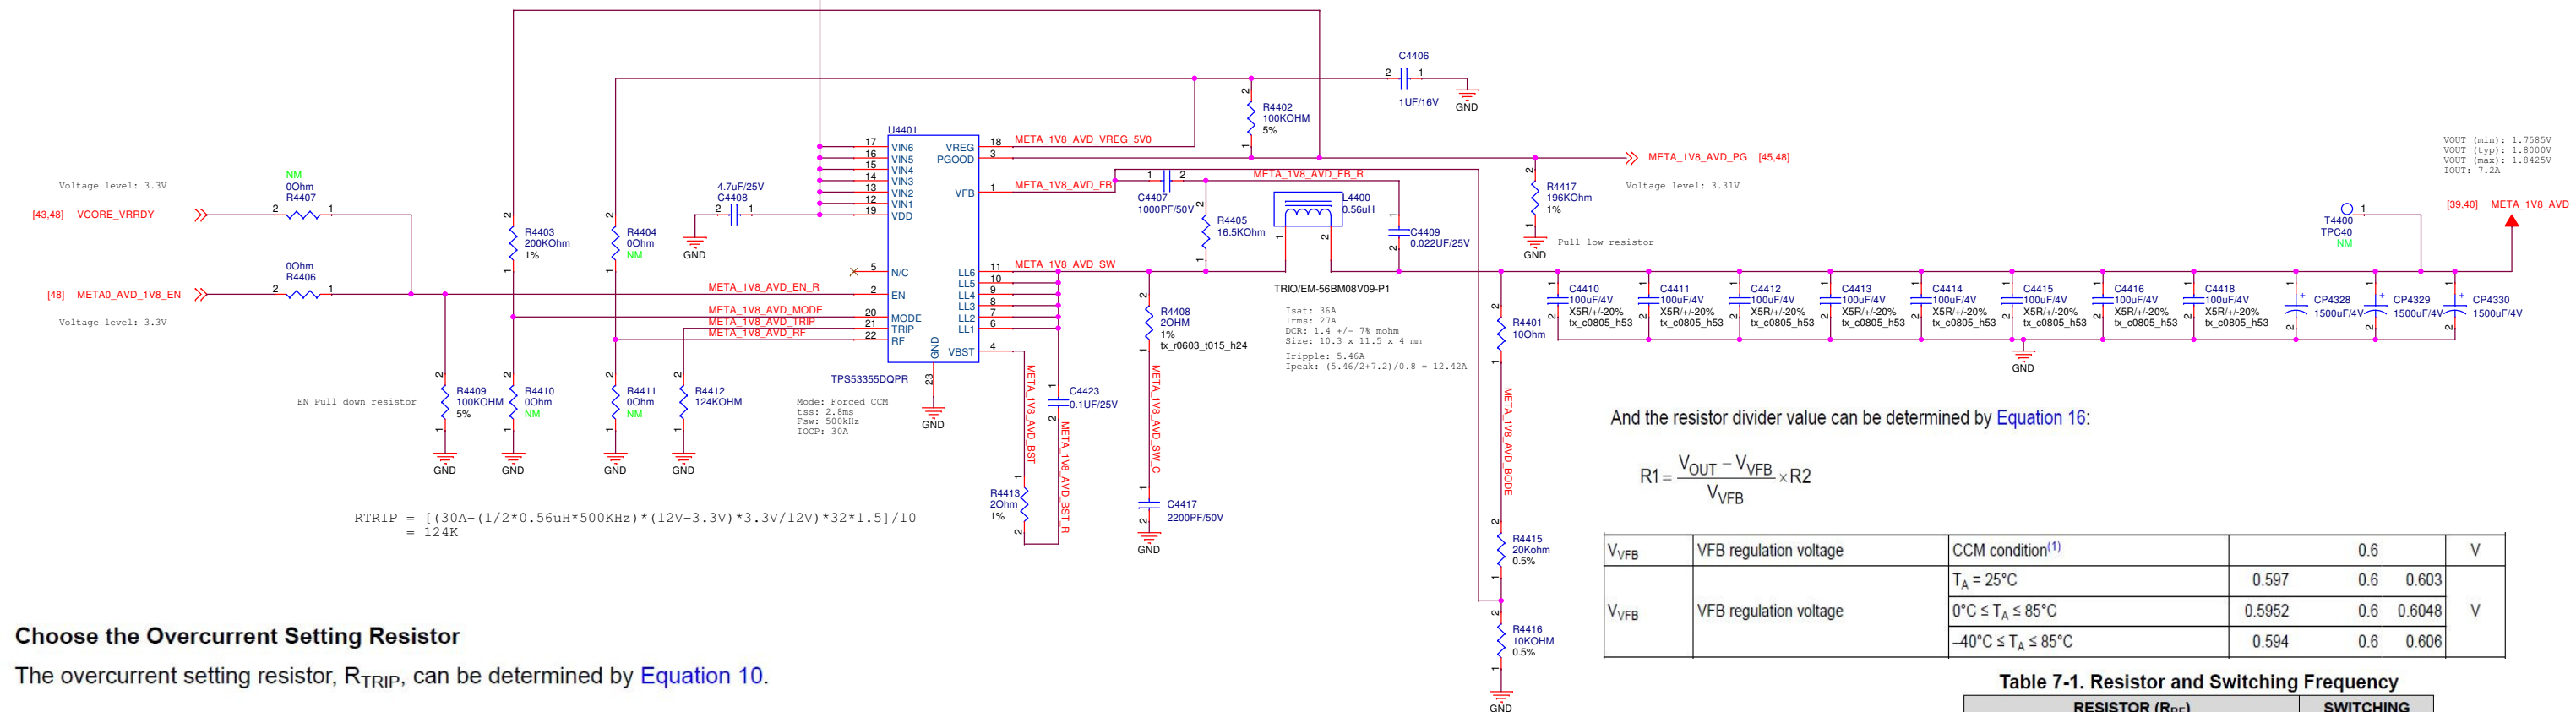 C4406
2 1
1UF/16V
GND
R4402
100KOHM
5%
U4401
17 VIN6
16 VIN5
15 VIN4
14 VIN3
13 VIN2
12 VIN1
19 VDD
5 N/C
2 EN
20 MODE
21 TRIP
22 RF
VREG 18 META_1V8_AVD_VREG_5V0
PGOOD 3
VFB 1 META_1V8_AVD_FB
LL6 11 META_1V8_AVD_SW
LL5 10
LL4 9
LL3 8
LL2 7
LL1 6
VBST 4
GND
23
TPS53355DQPR
GND
META_1V8_AVD_PG [45,48]
Voltage level: 3.31V
R4417
196KOhm
1%
GND
Pull low resistor
VOUT (min): 1.7585V
VOUT (typ): 1.8000V
VOUT (max): 1.8425V
IOUT: 7.2A
[39,40] META_1V8_AVD
T4400
TPC40
NM
1
Voltage level: 3.3V
[43,48] VCORE_VRRDY
NM
0Ohm
R4407
2 1
0Ohm
R4406
2 1
[48] META0_AVD_1V8_EN
Voltage level: 3.3V
R4403
200KOhm
1%
R4404
0Ohm
NM
4.7uF/25V
C4408
2 1
GND
META_1V8_AVD_EN_R
META_1V8_AVD_MODE
META_1V8_AVD_TRIP
META_1V8_AVD_RF
C4407
1000PF/50V
1 2
META_1V8_AVD_FB_R
R4405
16.5KOhm
L4400
0.56uH
C4409
0.022UF/25V
TRIO/EM-56BM08V09-P1
Isat: 36A
Irms: 27A
DCR: 1.4 +/- 7% mohm
Size: 10.3 x 11.5 x 4 mm
Iripple: 5.46A
Ipeak: (5.46/2+7.2)/0.8 = 12.42A
R4408
2OHM
1%
tx_r0603_t015_h24
R4401
10Ohm
C4410
100uF/4V
X5R/+/-20%
tx_c0805_h53
C4411
100uF/4V
X5R/+/-20%
tx_c0805_h53
C4412
100uF/4V
X5R/+/-20%
tx_c0805_h53
C4413
100uF/4V
X5R/+/-20%
tx_c0805_h53
C4414
100uF/4V
X5R/+/-20%
tx_c0805_h53
C4415
100uF/4V
X5R/+/-20%
tx_c0805_h53
C4416
100uF/4V
X5R/+/-20%
tx_c0805_h53
C4418
100uF/4V
X5R/+/-20%
tx_c0805_h53
CP4328
1500uF/4V
CP4329
1500uF/4V
CP4330
1500uF/4V
GND
EN Pull down resistor
R4409
100KOHM
5%
GND
R4410
0Ohm
NM
GND
R4411
0Ohm
NM
GND
R4412
124KOHM
GND
Mode: Forced CCM
tss: 2.8ms
Fsw: 500kHz
IOCP: 30A
META_1V8_AVD_BST
C4423
0.1UF/25V
META_1V8_AVD_BST_R
R4413
2Ohm
1%
META_1V8_AVD_SW_C
C4417
2200PF/50V
GND
META_1V8_AVD_BODE
R4415
20Kohm
0.5%
R4416
10KOHM
0.5%
GND
RTRIP = [(30A-(1/2*0.56uH*500KHz)*(12V-3.3V)*3.3V/12V)*32*1.5]/10
= 124K
Choose the Overcurrent Setting Resistor
The overcurrent setting resistor, RTRIP, can be determined by Equation 10.
And the resistor divider value can be determined by Equation 16:
R1 = (VOUT − VVFB) / VVFB × R2
VVFB VFB regulation voltage CCM condition(1) 0.6 V
VVFB VFB regulation voltage TA = 25°C 0.597 0.6 0.603 V
0°C ≤ TA ≤ 85°C 0.5952 0.6 0.6048
–40°C ≤ TA ≤ 85°C 0.594 0.6 0.606
Table 7-1. Resistor and Switching Frequency
RESISTOR (RRF) SWITCHING